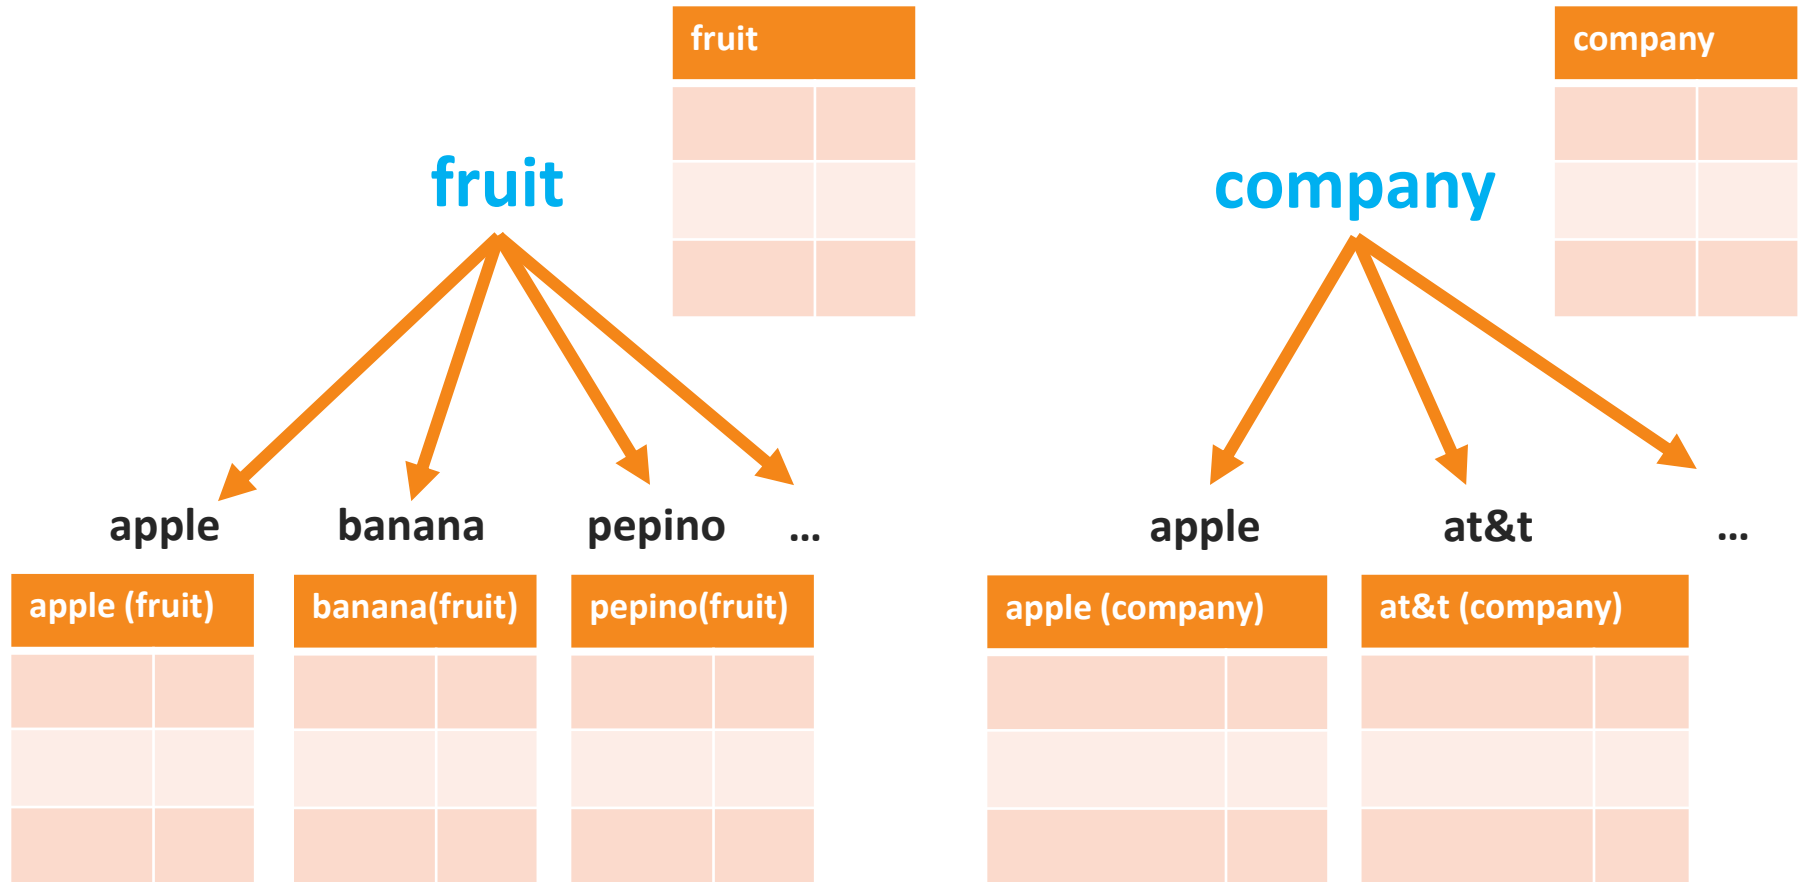 fruit
company
fruit
company
apple
banana
pepino
...
apple
at&t
...
apple (fruit)
banana(fruit)
pepino(fruit)
apple (company)
at&t (company)